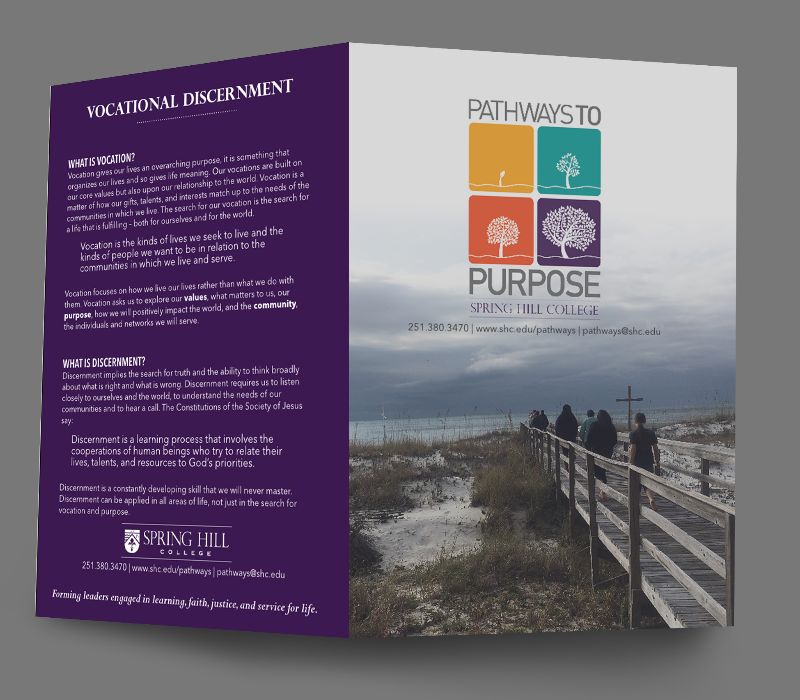 VOCATIONAL DISCERNMENT
WHAT IS VOCATION?
Vocation gives our lives an overarching purpose, it is something that
organizes our lives and so gives life meaning. Our vocations are built on
our core values but also upon our relationship to the world. Vocation is a
matter of how our gifts, talents, and interests match up to the needs of the
communities in which we live. The search for our vocation is the search for
a life that is fulfilling - both for ourselves and for the world.
Vocation is the kinds of lives we seek to live and the
kinds of people we want to be in relation to the
communities in which we live and serve.
Vocation focuses on how we live our lives rather than what we do with
them. Vocation asks us to explore our values, what matters to us, our
purpose, how we will positively impact the world, and the community,
the individuals and networks we will serve.
WHAT IS DISCERNMENT?
Discernment implies the search for truth and the ability to think broadly
about what is right and what is wrong. Discernment requires us to listen
closely to ourselves and the world, to understand the needs of our
communities and to hear a call. The Constitutions of the Society of Jesus
say:
Discernment is a learning process that involves the
cooperations of human beings who try to relate their
lives, talents, and resources to God's priorities.
Discernment is a constantly developing skill that we will never master.
Discernment can be applied in all areas of life, not just in the search for
vocation and purpose.
SPRING HILL
COLLEGE
251.380.3470 | www.shc.edu/pathways | pathways@shc.edu
Forming leaders engaged in learning, faith, justice, and service for life.
PATHWAYS TO
PURPOSE
SPRING HILL COLLEGE
251.380.3470 | www.shc.edu/pathways | pathways@shc.edu